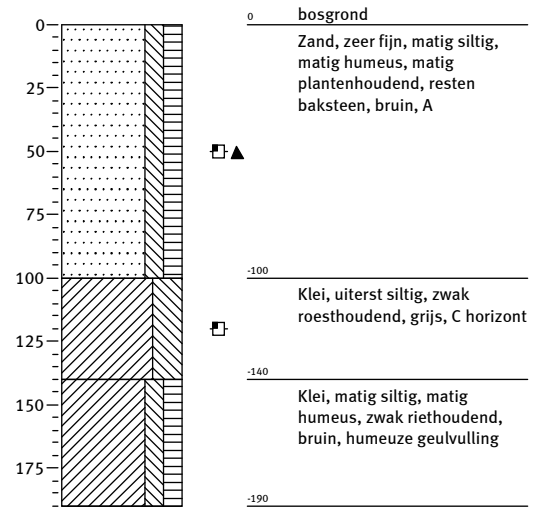 0
25
50
75
100
125
150
175
0
bosgrond
Zand, zeer fijn, matig siltig,
matig humeus, matig
plantenhoudend, resten
baksteen, bruin, A
-100
Klei, uiterst siltig, zwak
roesthoudend, grijs, C horizont
-140
Klei, matig siltig, matig
humeus, zwak riethoudend,
bruin, humeuze geulvulling
-190